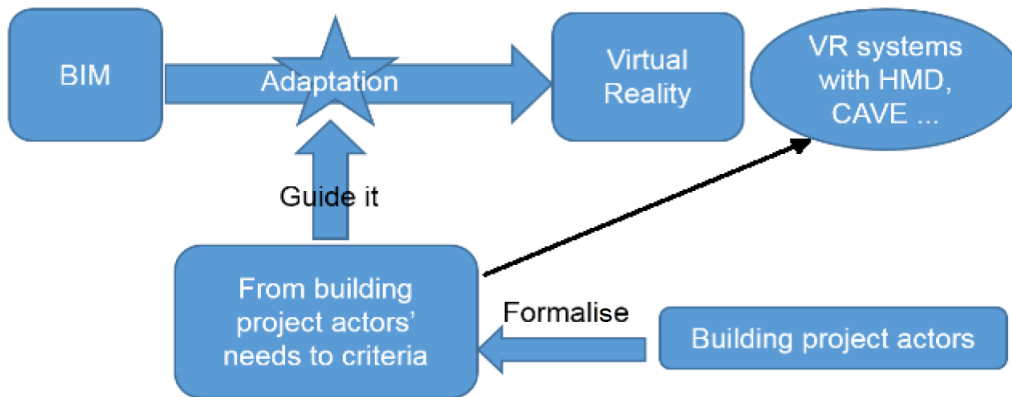 BIM
Adaptation
Virtual
Reality
VR systems
with HMD,
CAVE ...
Guide it
From building
project actors’
needs to criteria
Formalise
Building project actors